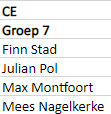 CE
Groep 7
Finn Stad
Julian Pol
Max Montfoort
Mees Nagelkerke